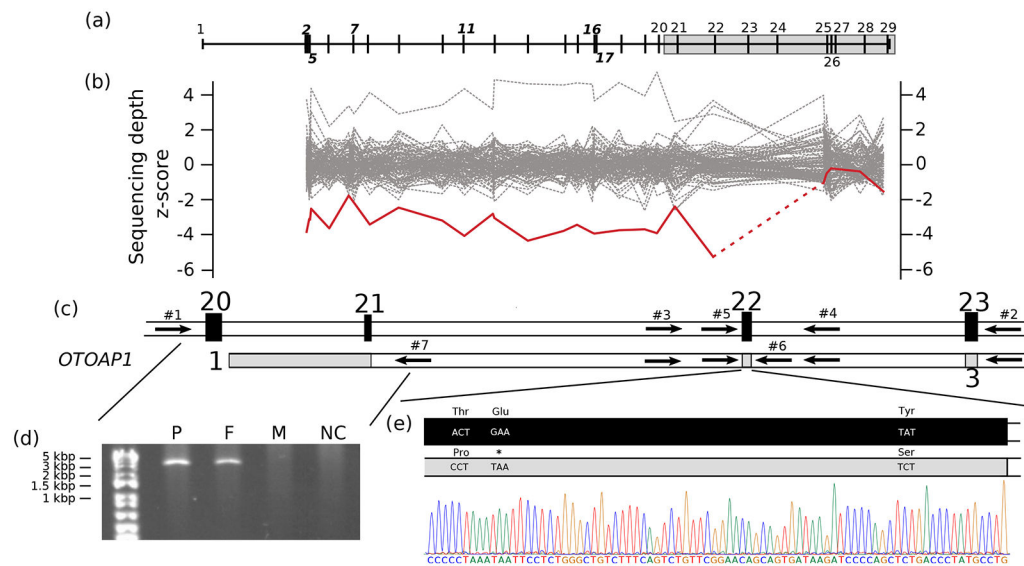 (a)
1 2 5 7 11 16 17 20 21 22 23 24 25 26 27 28 29
(b)
Sequencing depth
z-score
4 4
2 2
0 0
-2 -2
-4 -4
-6 -6
(c)
20 21 22 23
#1 #3 #5 #4 #2
OTOAP1 1 #7 #6 3
(d)
P F M NC
5 kbp
3 kbp
2 kbp
1.5 kbp
1 kbp
(e)
Thr Glu Tyr
ACT GAA TAT
Pro * Ser
CCT TAA TCT
CCCCCTAAATAATTCCTCTGGGCTGTCTTTCAGTCTGTTCGGAACAGCAGTGATAAGATCCCCAGCTCTGACCCTATGCCTG